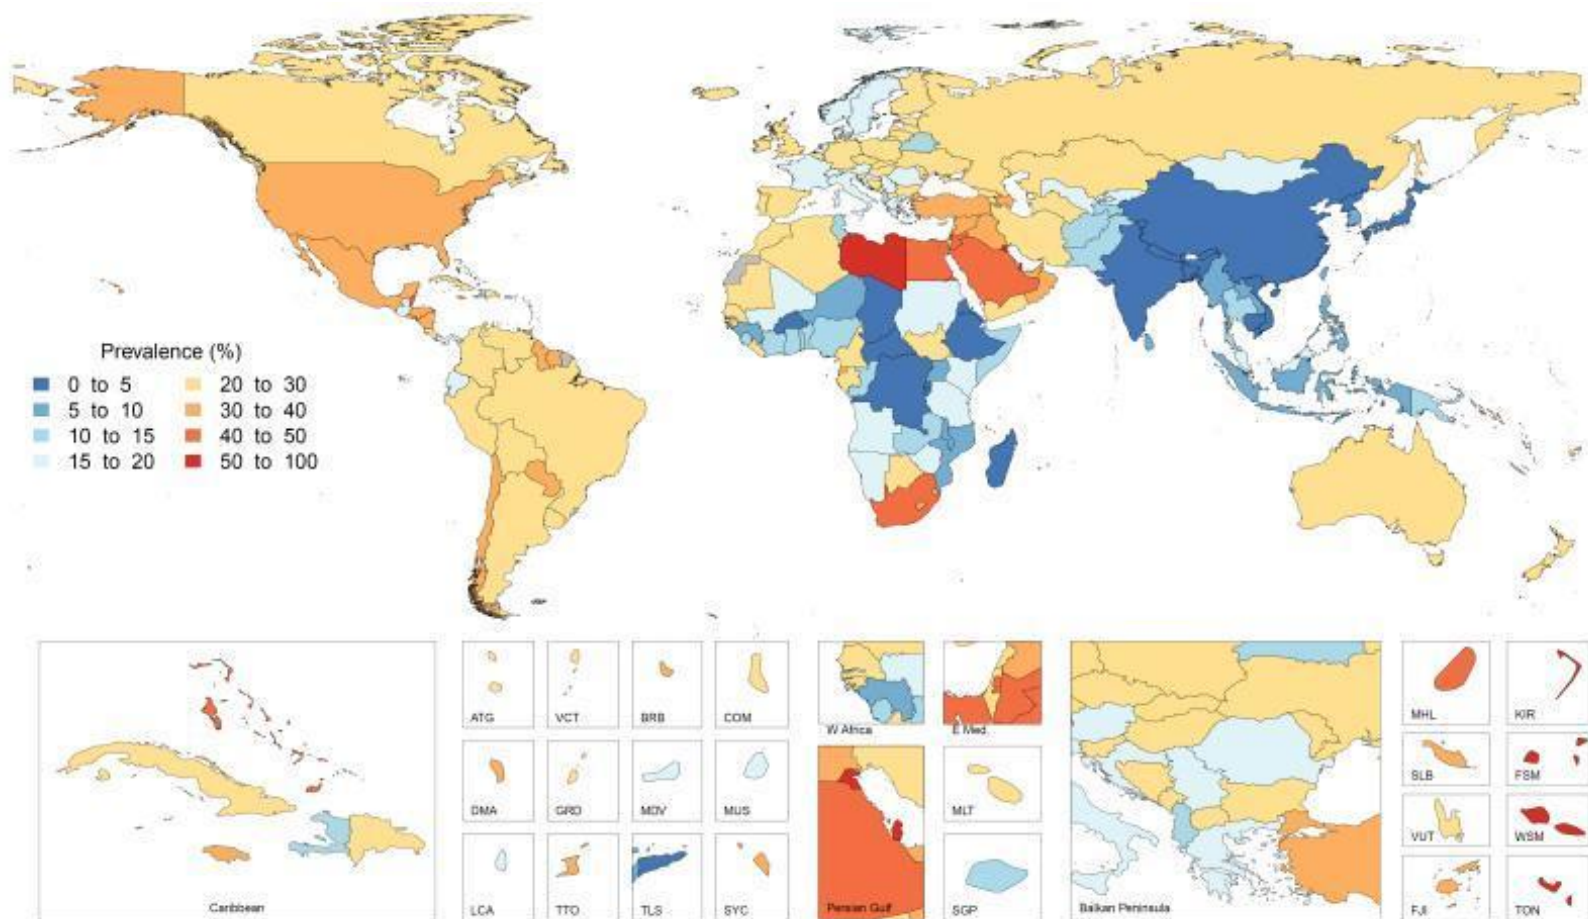 Prevalence (%)
0 to 5
20 to 30
5 to 10
30 to 40
10 to 15
40 to 50
15 to 20
50 to 100
ATG
VCT
BRB
COM
W Africa
E Med.
MHL
KIR
DMA
GRD
MDV
MUS
MLT
SLB
FSM
VUT
WSM
Caribbean
LCA
TTO
TLS
SYC
Persian Gulf
SGP
Balkan Peninsula
FJI
TON